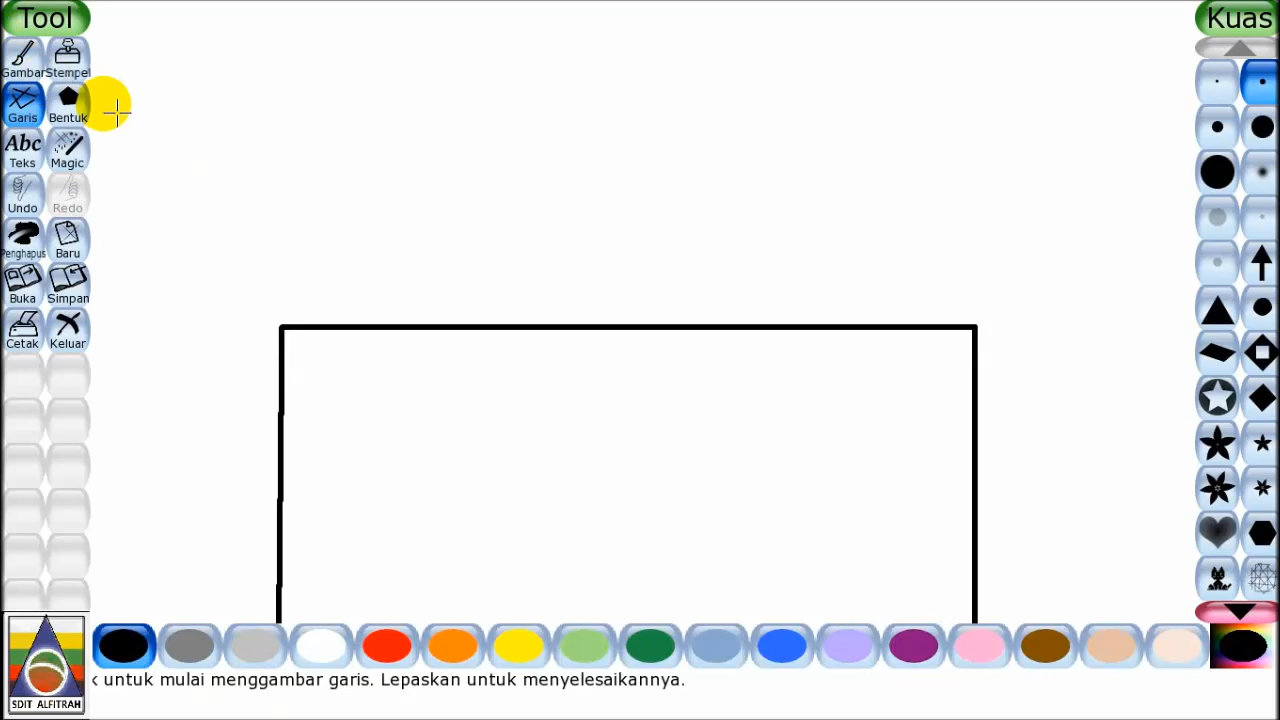 Tool
Kuas
Gambar Stempel
Garis Bentuk
Abc
Teks Magic
Undo Redo
Penghapus Baru
Buka Simpan
Cetak Keluar
untuk mulai menggambar garis. Lepaskan untuk menyelesaikannya.
SDIT ALFITRAH